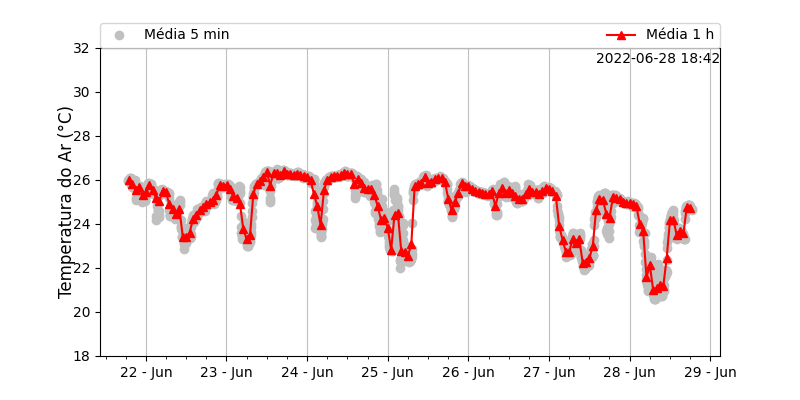 Média 5 min
Média 1 h
2022-06-28 18:42
Temperatura do Ar (°C)
32
30
28
26
24
22
20
18
22 - Jun
23 - Jun
24 - Jun
25 - Jun
26 - Jun
27 - Jun
28 - Jun
29 - Jun